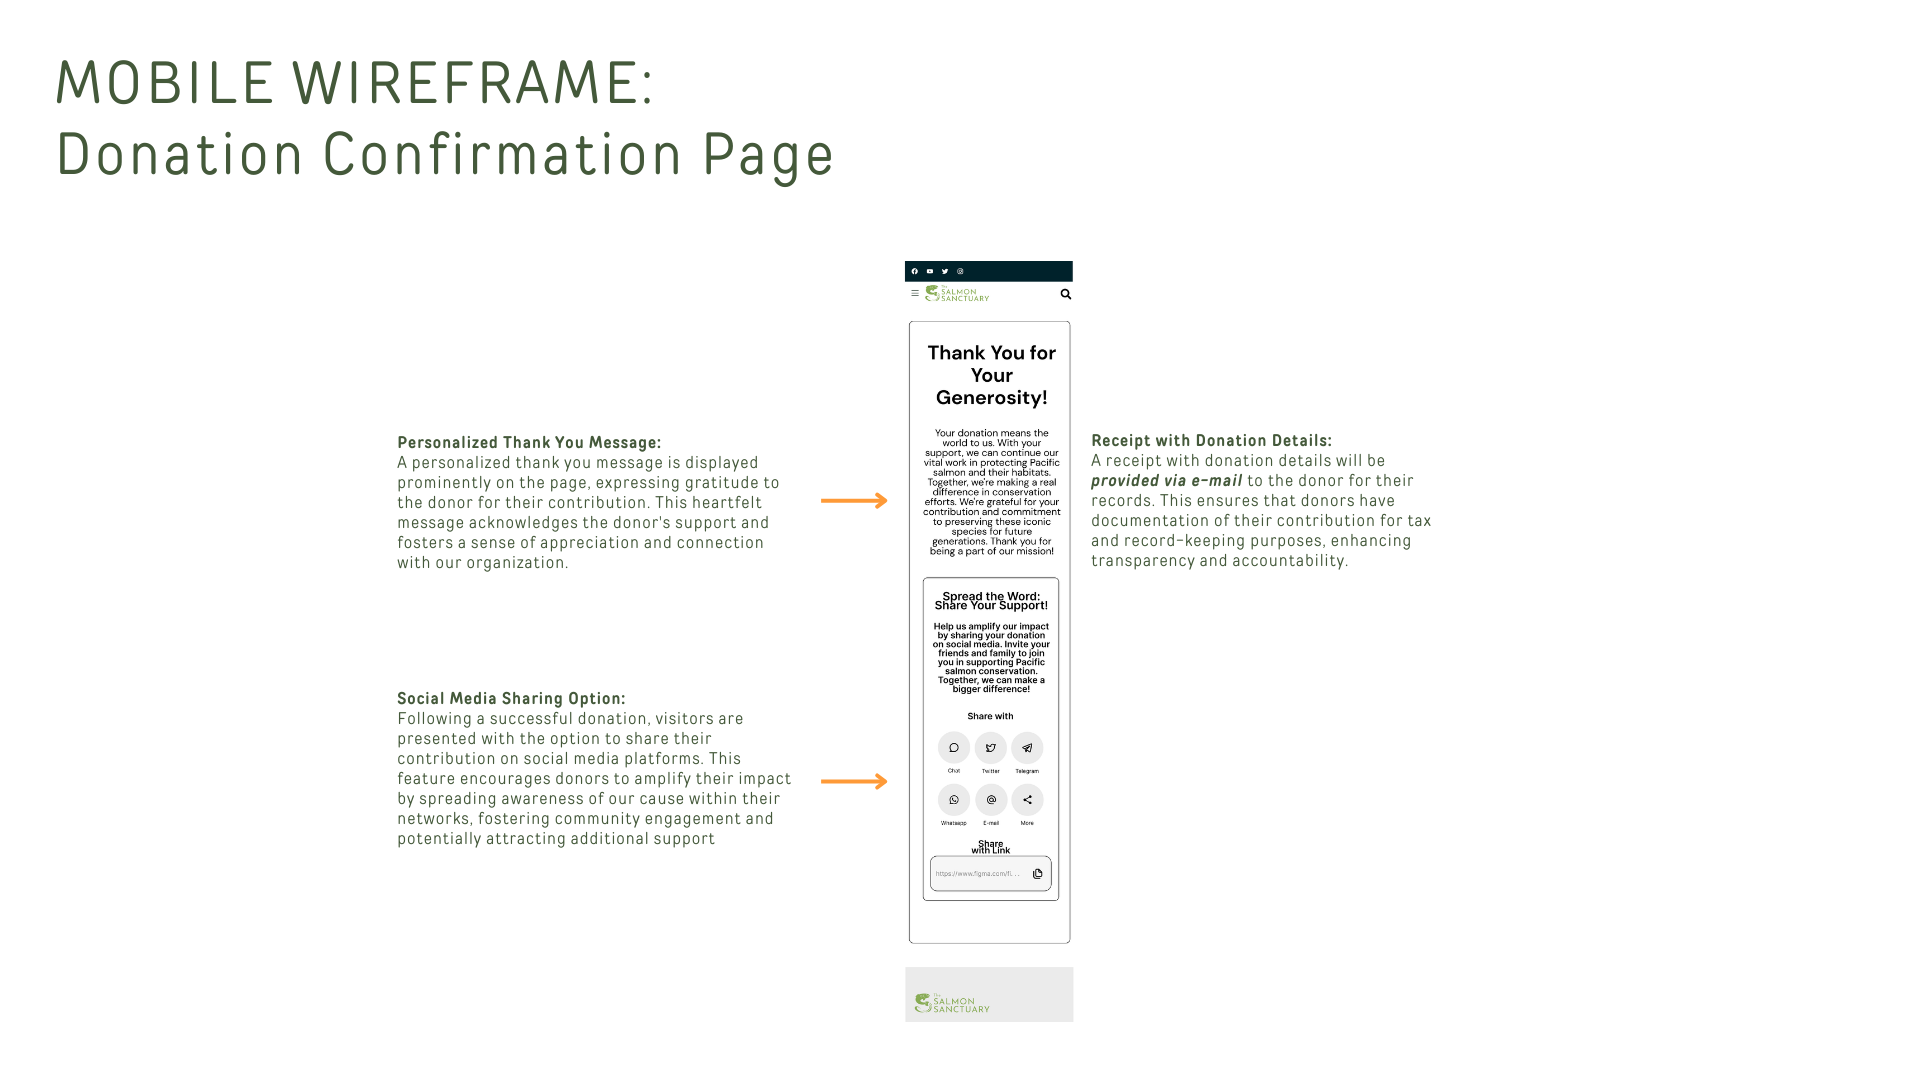 MOBILE WIREFRAME:
Donation Confirmation Page
Personalized Thank You Message:
A personalized thank you message is displayed
prominently on the page, expressing gratitude to
the donor for their contribution. This heartfelt
message acknowledges the donor's support and
fosters a sense of appreciation and connection
with our organization.
Social Media Sharing Option:
Following a successful donation, visitors are
presented with the option to share their
contribution on social media platforms. This
feature encourages donors to amplify their impact
by spreading awareness of our cause within their
networks, fostering community engagement and
potentially attracting additional support
The
SALMON
SANCTUARY
Thank You for
Your
Generosity!
Your donation means the
world to us. With your
support, we can continue our
vital work in protecting Pacific
salmon and their habitats.
Together, we're making a real
difference in conservation
efforts. We're grateful for your
contribution and commitment
to preserving these iconic
species for future
generations. Thank you for
being a part of our mission!
Spread the Word:
Share Your Support!
Help us amplify our impact
by sharing your donation
on social media. Invite your
friends and family to join
you in supporting Pacific
salmon conservation.
Together, we can make a
bigger difference!
Share with
Chat Twitter Telegram
Whatsapp E-mail More
Share
with Link
https://www.figma.com/fi...
The
SALMON
SANCTUARY
Receipt with Donation Details:
A receipt with donation details will be
provided via e-mail to the donor for their
records. This ensures that donors have
documentation of their contribution for tax
and record-keeping purposes, enhancing
transparency and accountability.